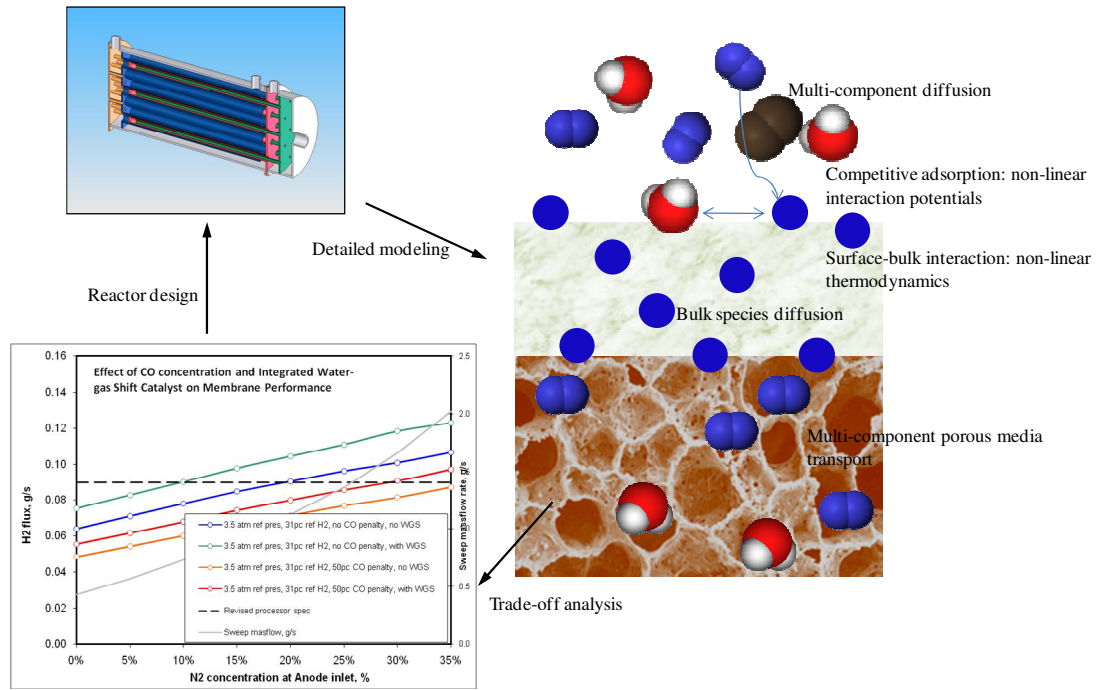 Multi-component diffusion
Competitive adsorption: non-linear
interaction potentials
Detailed modeling
Surface-bulk interaction: non-linear
thermodynamics
Reactor design
Bulk species diffusion
Multi-component porous media
transport
Trade-off analysis
Effect of CO concentration and Integrated Water-
gas Shift Catalyst on Membrane Performance
H2 flux, g/s
0.16
0.14
0.12
0.10
0.08
0.06
0.04
0.02
0.00
2.5
2.0
0.5
0.0
Sweep masflow rate, g/s
3.5 atm ref pres, 31pc ref H2, no CO penalty, no WGS
3.5 atm ref pres, 31pc ref H2, no CO penalty, with WGS
3.5 atm ref pres, 31pc ref H2, 50pc CO penalty, no WGS
3.5 atm ref pres, 31pc ref H2, 50pc CO penalty, with WGS
Revised processor spec
Sweep masflow, g/s
0% 5% 10% 15% 20% 25% 30% 35%
N2 concentration at Anode inlet, %